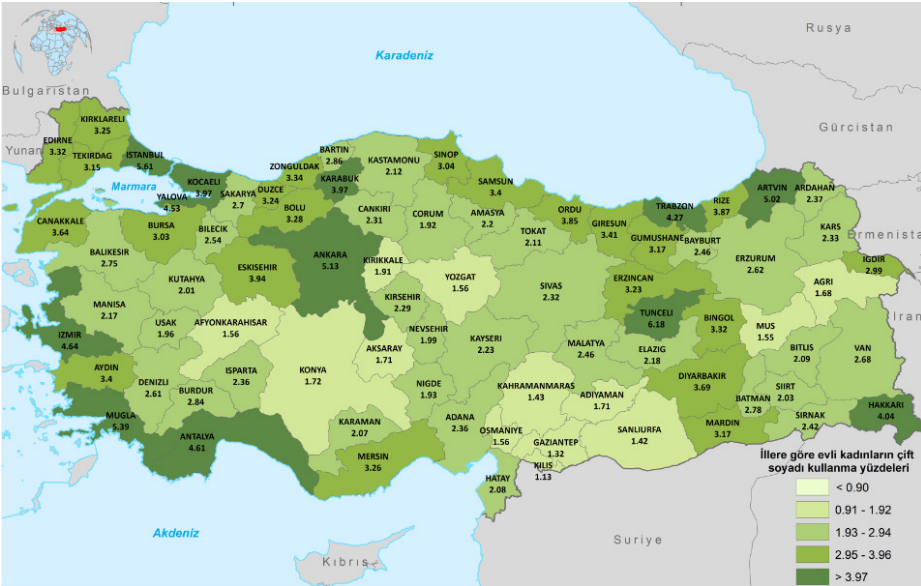 Rusya
Karadeniz
Bulgaristan
Gürcistan
KIRKLARELI
3.25
EDIRNE
3.32
Yunan
TEKIRDAG
3.15
ISTANBUL
5.61
Marmara
KOCAELI
3.97
YALOVA
4.53
SAKARYA
2.7
DUZCE
3.24
ZONGULDAK
3.34
BARTIN
2.86
KARABUK
3.97
KASTAMONU
2.12
SINOP
3.04
SAMSUN
3.4
BOLU
3.28
CANKIRI
2.31
CORUM
1.92
AMASYA
2.2
TOKAT
2.11
ORDU
3.85
GIRESUN
3.41
TRABZON
4.27
RIZE
3.87
ARTVIN
5.02
ARDAHAN
2.37
KARS
2.33
Ermenista
IGDIR
2.99
GUMUSHANE
3.17
BAYBURT
2.46
ERZURUM
2.62
AGRI
1.68
Iran
CANAKKALE
3.64
BURSA
3.03
BILECIK
2.54
BALIKESIR
2.75
KUTAHYA
2.01
ESKISEHIR
3.94
ANKARA
5.13
KIRIKKALE
1.91
YOZGAT
1.56
KIRSEHIR
2.29
SIVAS
2.32
ERZINCAN
3.23
TUNCELI
6.18
BINGOL
3.32
MUS
1.55
BITLIS
2.09
VAN
2.68
MANISA
2.17
USAK
1.96
AFYONKARAHISAR
1.56
IZMIR
4.64
AYDIN
3.4
DENIZLI
2.61
BURDUR
2.84
ISPARTA
2.36
KONYA
1.72
AKSARAY
1.71
NEVSEHIR
1.99
KAYSERI
2.23
MALATYA
2.46
ELAZIG
2.18
DIYARBAKIR
3.69
BATMAN
2.78
SIIRT
2.03
SIRNAK
2.42
HAKKARI
4.04
MARDIN
3.17
MUGLA
5.39
ANTALYA
4.61
KARAMAN
2.07
MERSIN
3.26
NIGDE
1.93
ADANA
2.36
KAHRAMANMARAS
1.43
OSMANIYE
1.56
ADIYAMAN
1.71
GAZIANTEP
1.32
KILIS
1.13
SANLIURFA
1.42
HATAY
2.08
Akdeniz
Kıbrıs
Suriye
İllere göre evli kadınların çift
soyadı kullanma yüzdeleri
< 0.90
0.91 - 1.92
1.93 - 2.94
2.95 - 3.96
> 3.97